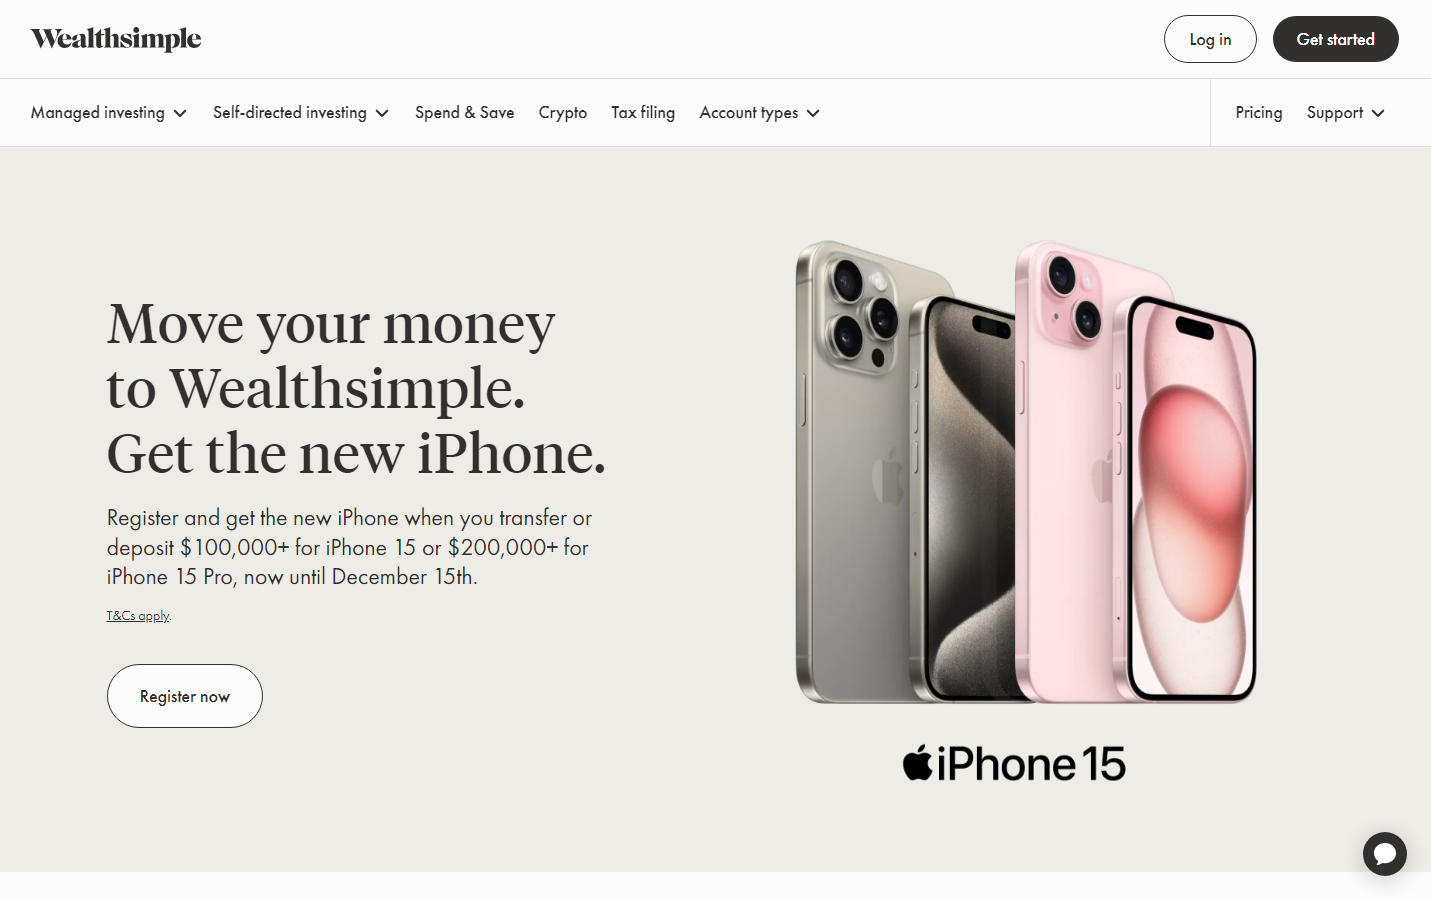 Wealthsimple
Log in
Get started
Managed investing
Self-directed investing
Spend & Save
Crypto
Tax filing
Account types
Pricing
Support
Move your money
to Wealthsimple.
Get the new iPhone.
Register and get the new iPhone when you transfer or
deposit $100,000+ for iPhone 15 or $200,000+ for
iPhone 15 Pro, now until December 15th.
T&Cs apply.
Register now
iPhone 15